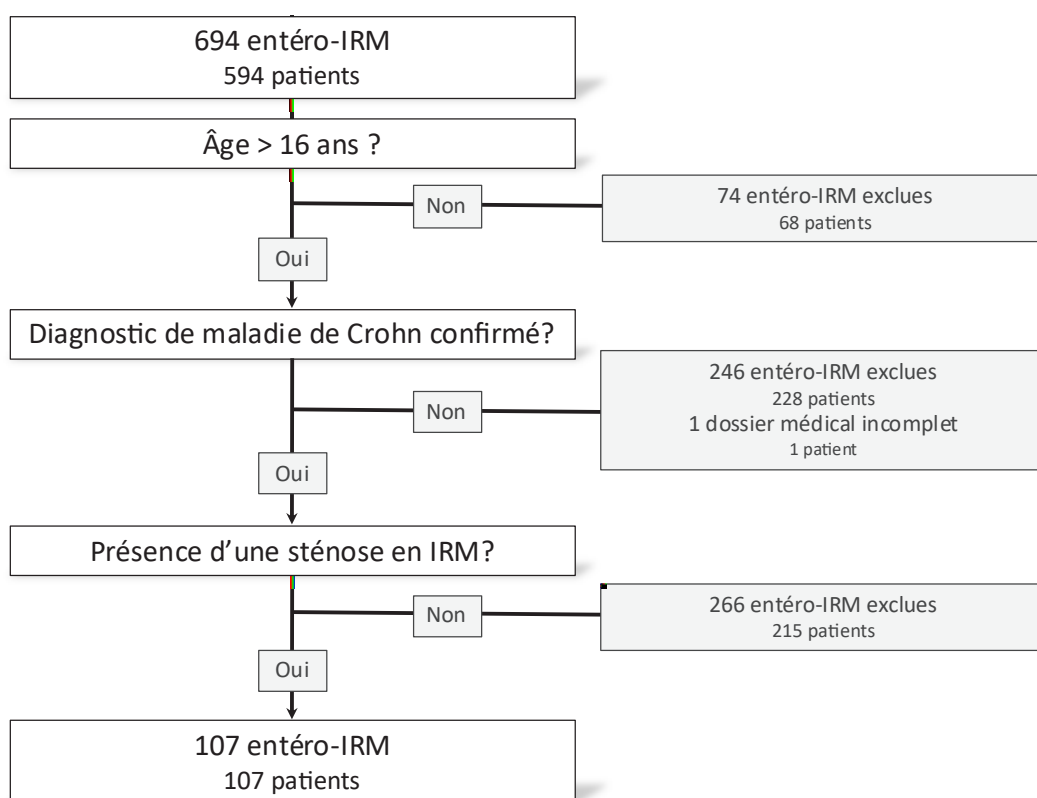 694 entéro-IRM
594 patients
Âge > 16 ans ?
Non
74 entéro-IRM exclues
68 patients
Oui
Diagnostic de maladie de Crohn confirmé?
Non
246 entéro-IRM exclues
228 patients
1 dossier médical incomplet
1 patient
Oui
Présence d'une sténose en IRM?
Non
266 entéro-IRM exclues
215 patients
Oui
107 entéro-IRM
107 patients